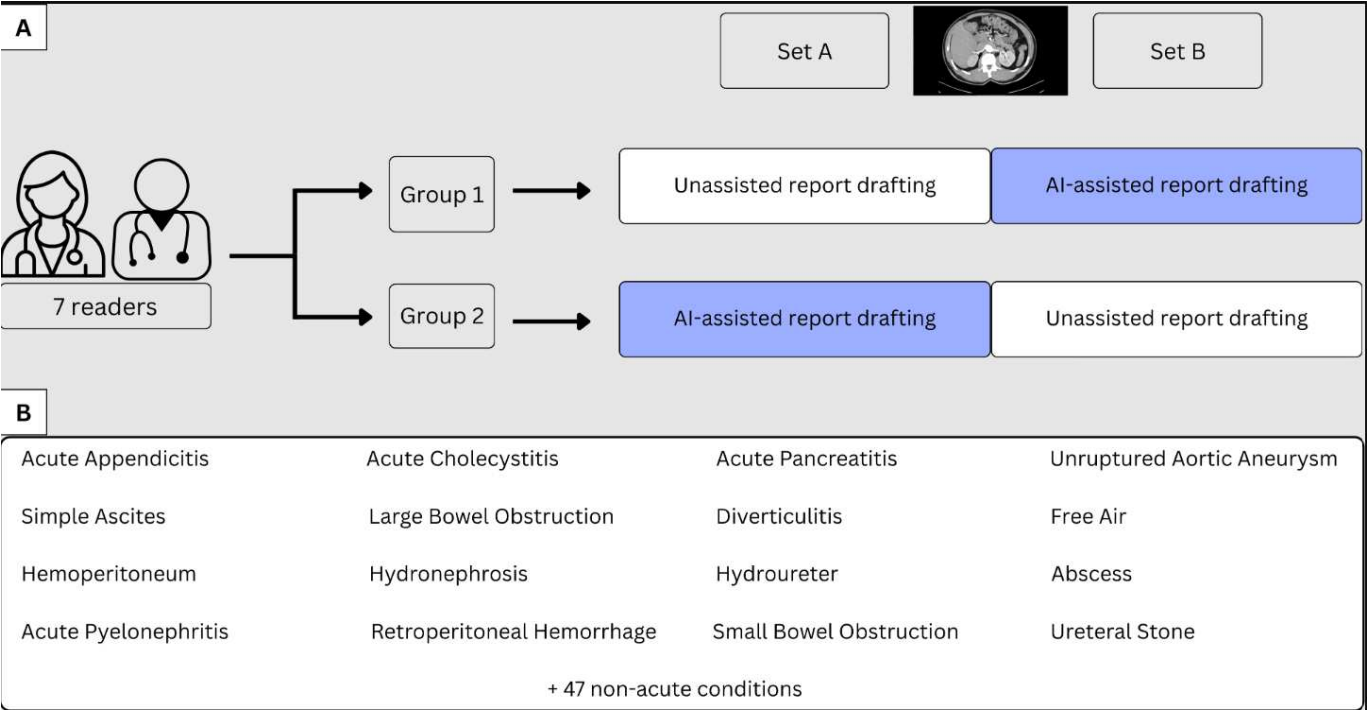 A
Set A
Set B
7 readers
Group 1
Unassisted report drafting
AI-assisted report drafting
Group 2
AI-assisted report drafting
Unassisted report drafting
B
Acute Appendicitis
Acute Cholecystitis
Acute Pancreatitis
Unruptured Aortic Aneurysm
Simple Ascites
Large Bowel Obstruction
Diverticulitis
Free Air
Hemoperitoneum
Hydronephrosis
Hydroureter
Abscess
Acute Pyelonephritis
Retroperitoneal Hemorrhage
Small Bowel Obstruction
Ureteral Stone
+ 47 non-acute conditions